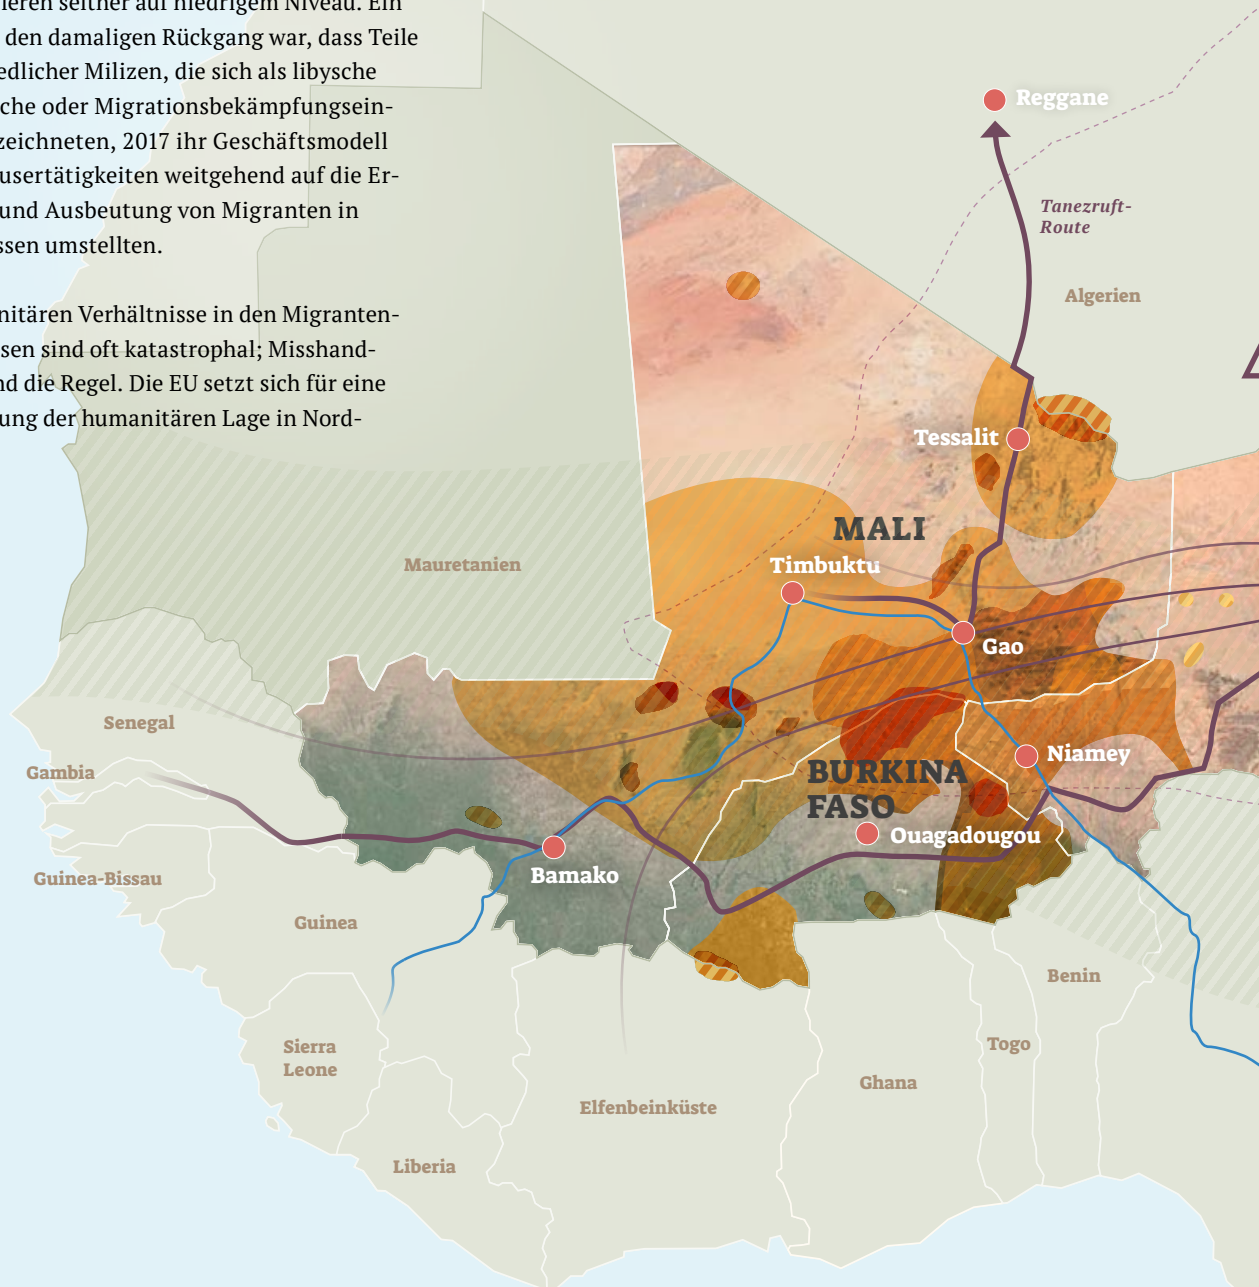 ieren seither auf niedrigem Niveau. Ein
den damaligen Rückgang war, dass Teile
edlicher Milizen, die sich als libysche
che oder Migrationsbekämpfungsein-
zeichneten, 2017 ihr Geschäftsmodell
usertätigkeiten weitgehend auf die Er-
und Ausbeutung von Migranten in
ssen umstellten.
nitären Verhältnisse in den Migranten-
sen sind oft katastrophal; Misshand-
nd die Regel. Die EU setzt sich für eine
ung der humanitären Lage in Nord-
Reggane
Tanezruft-
Route
Algerien
Tessalit
MALI
Timbuktu
Mauretanien
Gao
Senegal
Niamey
Gambia
BURKINA
FASO
Ouagadougou
Bamako
Guinea-Bissau
Guinea
Benin
Sierra
Leone
Togo
Ghana
Elfenbeinküste
Liberia